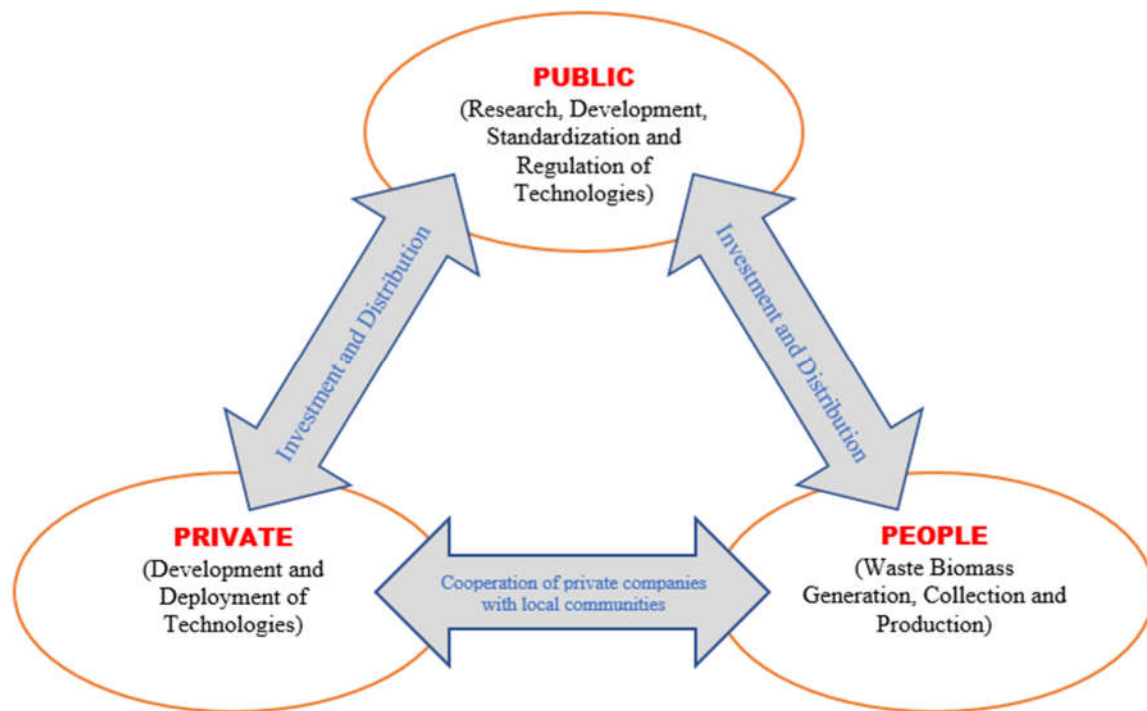 PUBLIC
(Research, Development,
Standardization and
Regulation of
Technologies)
Investment and Distribution
Investment and Distribution
PRIVATE
(Development and
Deployment of
Technologies)
Cooperation of private companies
with local communities
PEOPLE
(Waste Biomass
Generation, Collection and
Production)